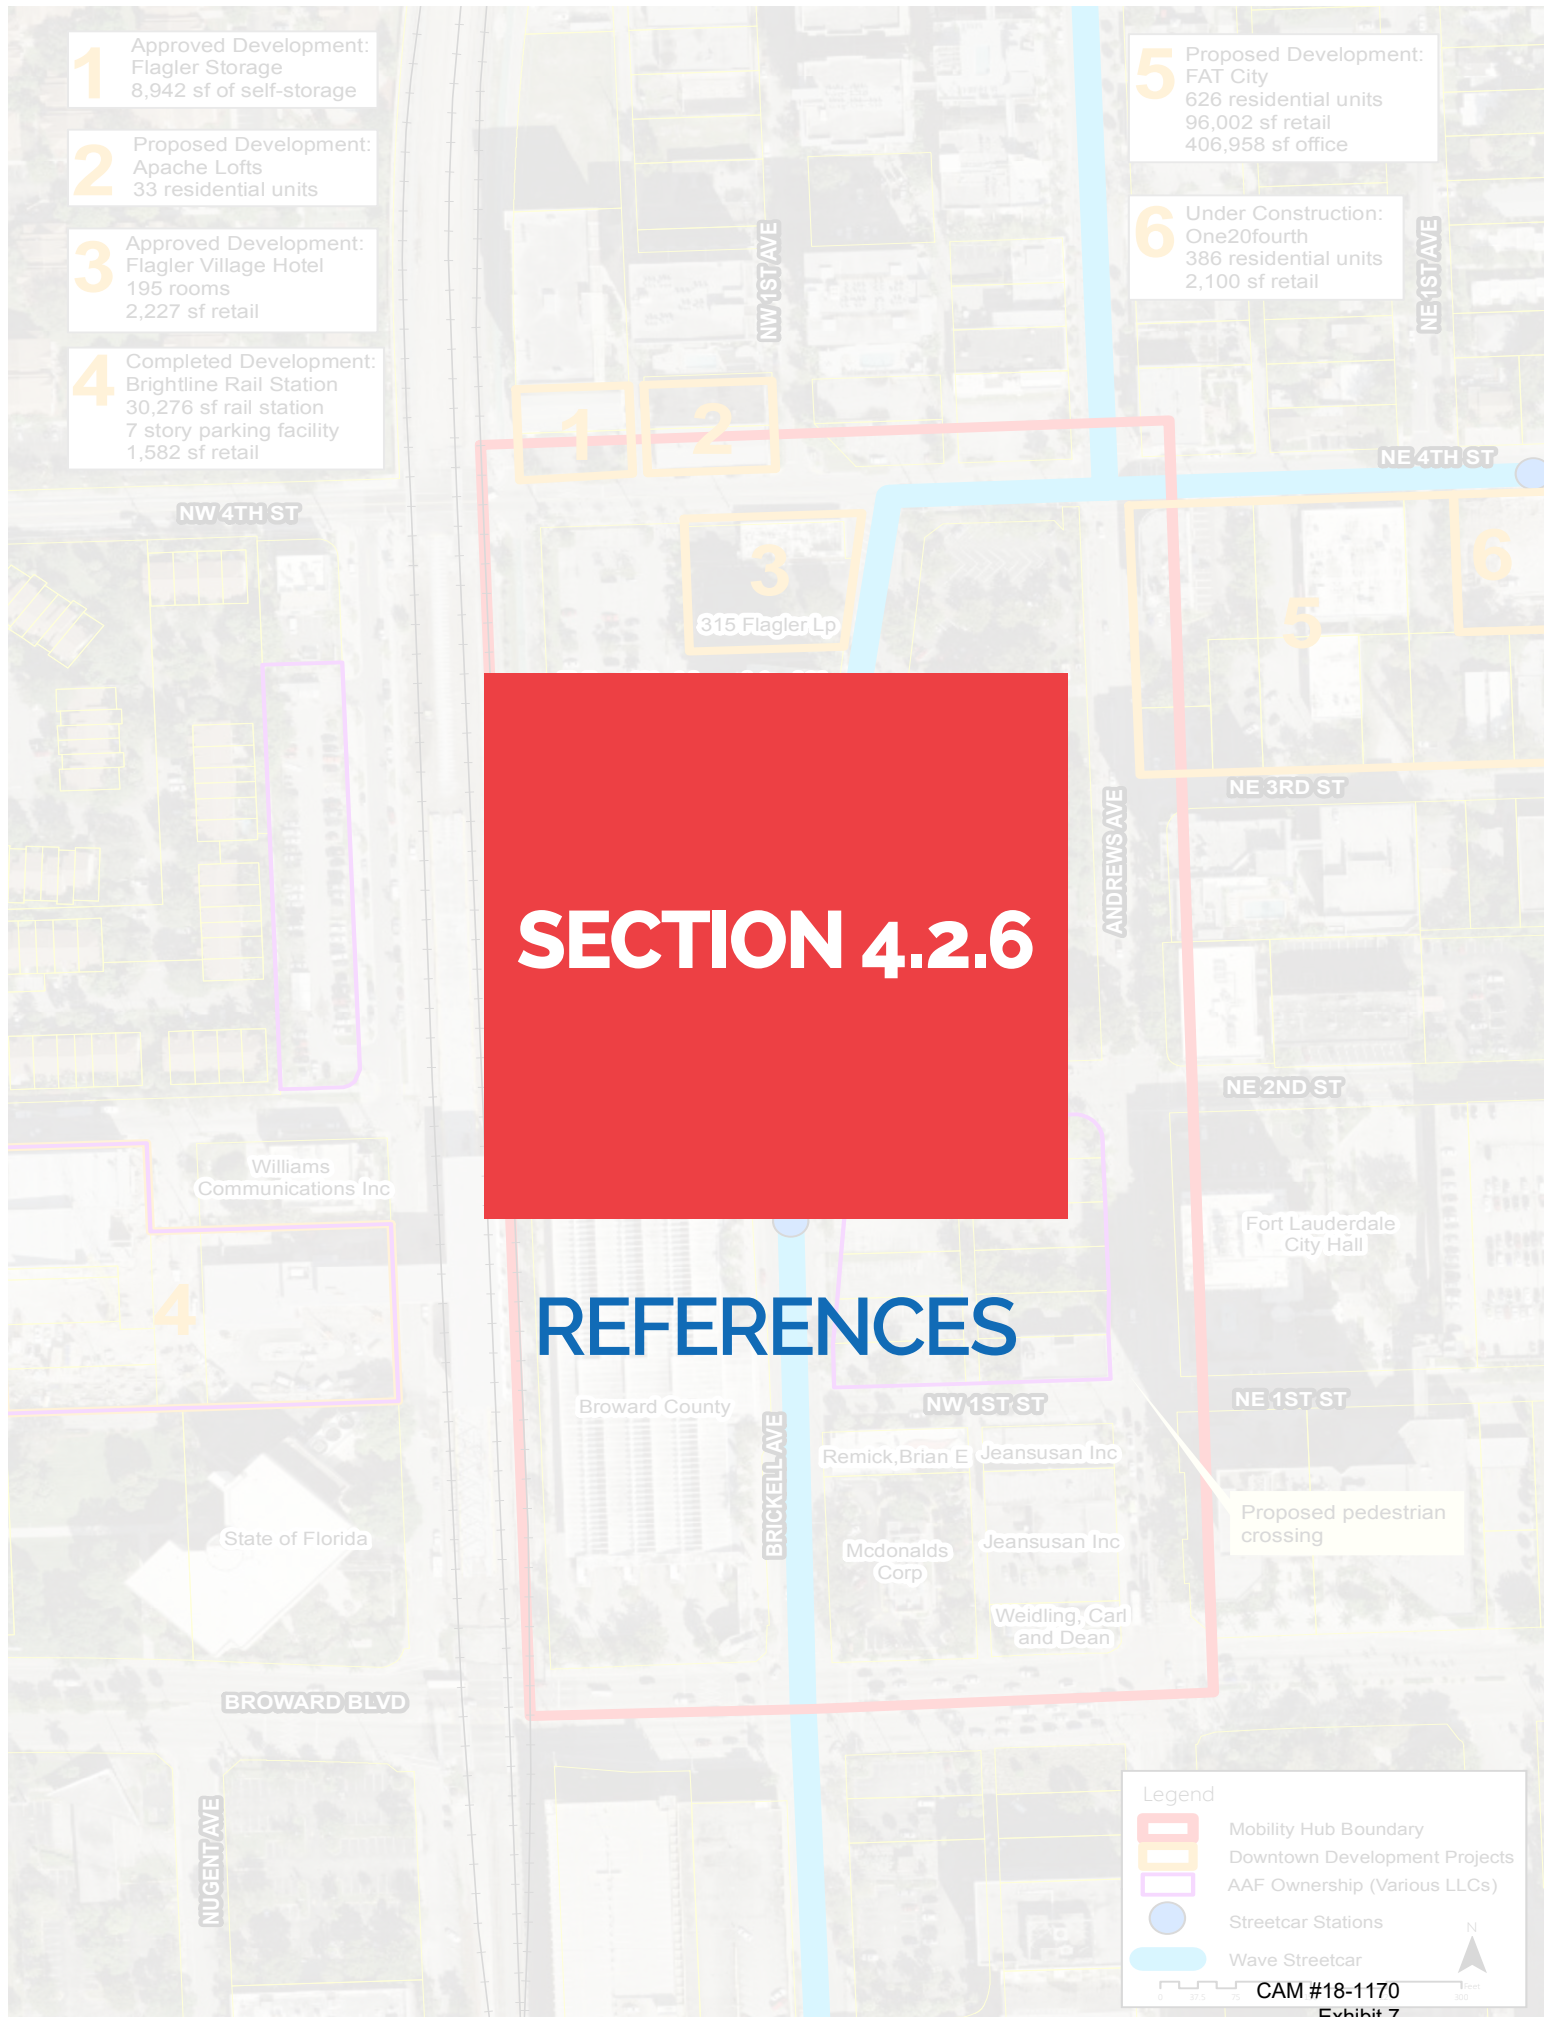 1
Approved Development:
Flagler Storage
8,942 sf of self-storage
2
Proposed Development:
Apache Lofts
33 residential units
3
Approved Development:
Flagler Village Hotel
195 rooms
2,227 sf retail
4
Completed Development:
Brightline Rail Station
30,276 sf rail station
7 story parking facility
1,582 sf retail
5
Proposed Development:
FAT City
626 residential units
96,002 sf retail
406,958 sf office
6
Under Construction:
One20fourth
386 residential units
2,100 sf retail
NW 1ST AVE
NE 1ST AVE
1
2
NE 4TH ST
NW 4TH ST
3
315 Flagler Lp
5
6
NE 3RD ST
ANDREWS AVE
SECTION 4.2.6
NE 2ND ST
Williams
Communications Inc
Fort Lauderdale
City Hall
4
REFERENCES
Broward County
NW 1ST ST
NE 1ST ST
BRICKELL AVE
Remick,Brian E
Jeansusan Inc
Proposed pedestrian
crossing
State of Florida
Mcdonalds
Corp
Jeansusan Inc
Weidling, Carl
and Dean
BROWARD BLVD
NUGENT AVE
Legend
Mobility Hub Boundary
Downtown Development Projects
AAF Ownership (Various LLCs)
Streetcar Stations
Wave Streetcar
N
0 37.5 75 300 Feet
CAM #18-1170
Exhibit 7